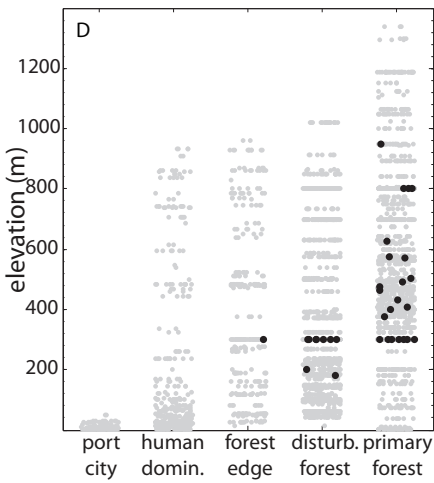 D
elevation (m)
1200
1000
800
600
400
200
port city
human domin.
forest edge
disturb. forest
primary forest